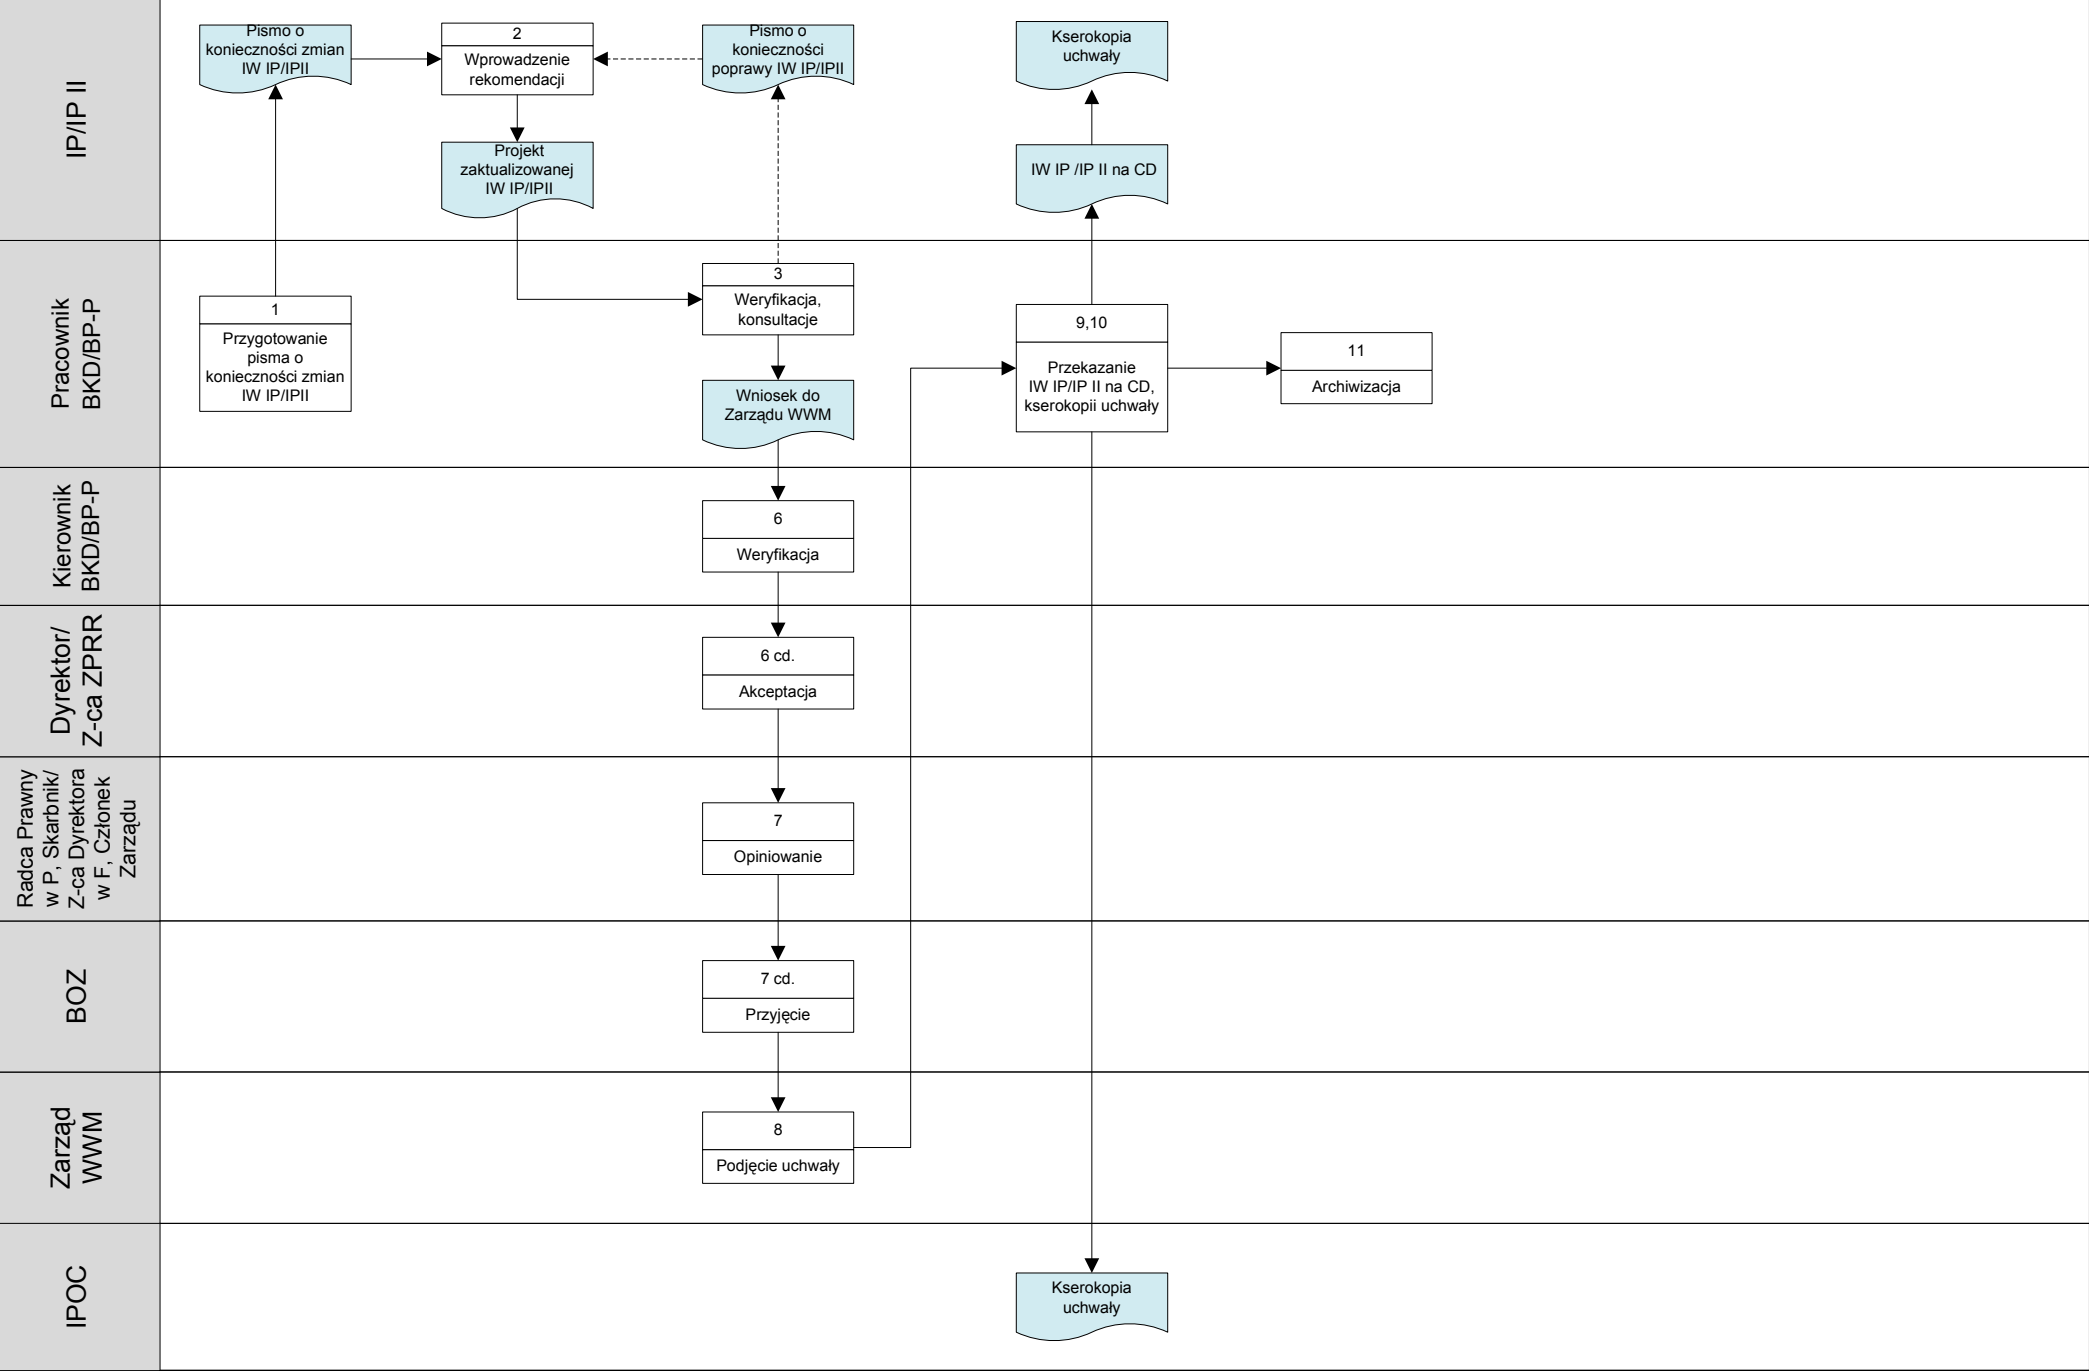 IP/IP II
Pismo o
konieczności zmian
IW IP/IPII
2
Wprowadzenie
rekomendacji
Pismo o
konieczności
poprawy IW IP/IPII
Kserokopia
uchwały
Projekt
zaktualizowanej
IW IP/IPII
IW IP /IP II na CD
Pracownik
BKD/BP-P
1
Przygotowanie
pisma o
konieczności zmian
IW IP/IPII
3
Weryfikacja,
konsultacje
Wniosek do
Zarządu WWM
9,10
Przekazanie
IW IP/IP II na CD,
kserokopii uchwały
11
Archiwizacja
Kierownik
BKD/BP-P
6
Weryfikacja
Dyrektor/
Z-ca ZPRR
6 cd.
Akceptacja
Radca Prawny
w P, Skarbnik/
Z-ca Dyrektora
w F, Członek
Zarządu
7
Opiniowanie
BOZ
7 cd.
Przyjęcie
Zarząd
WWM
8
Podjęcie uchwały
IPOC
Kserokopia
uchwały